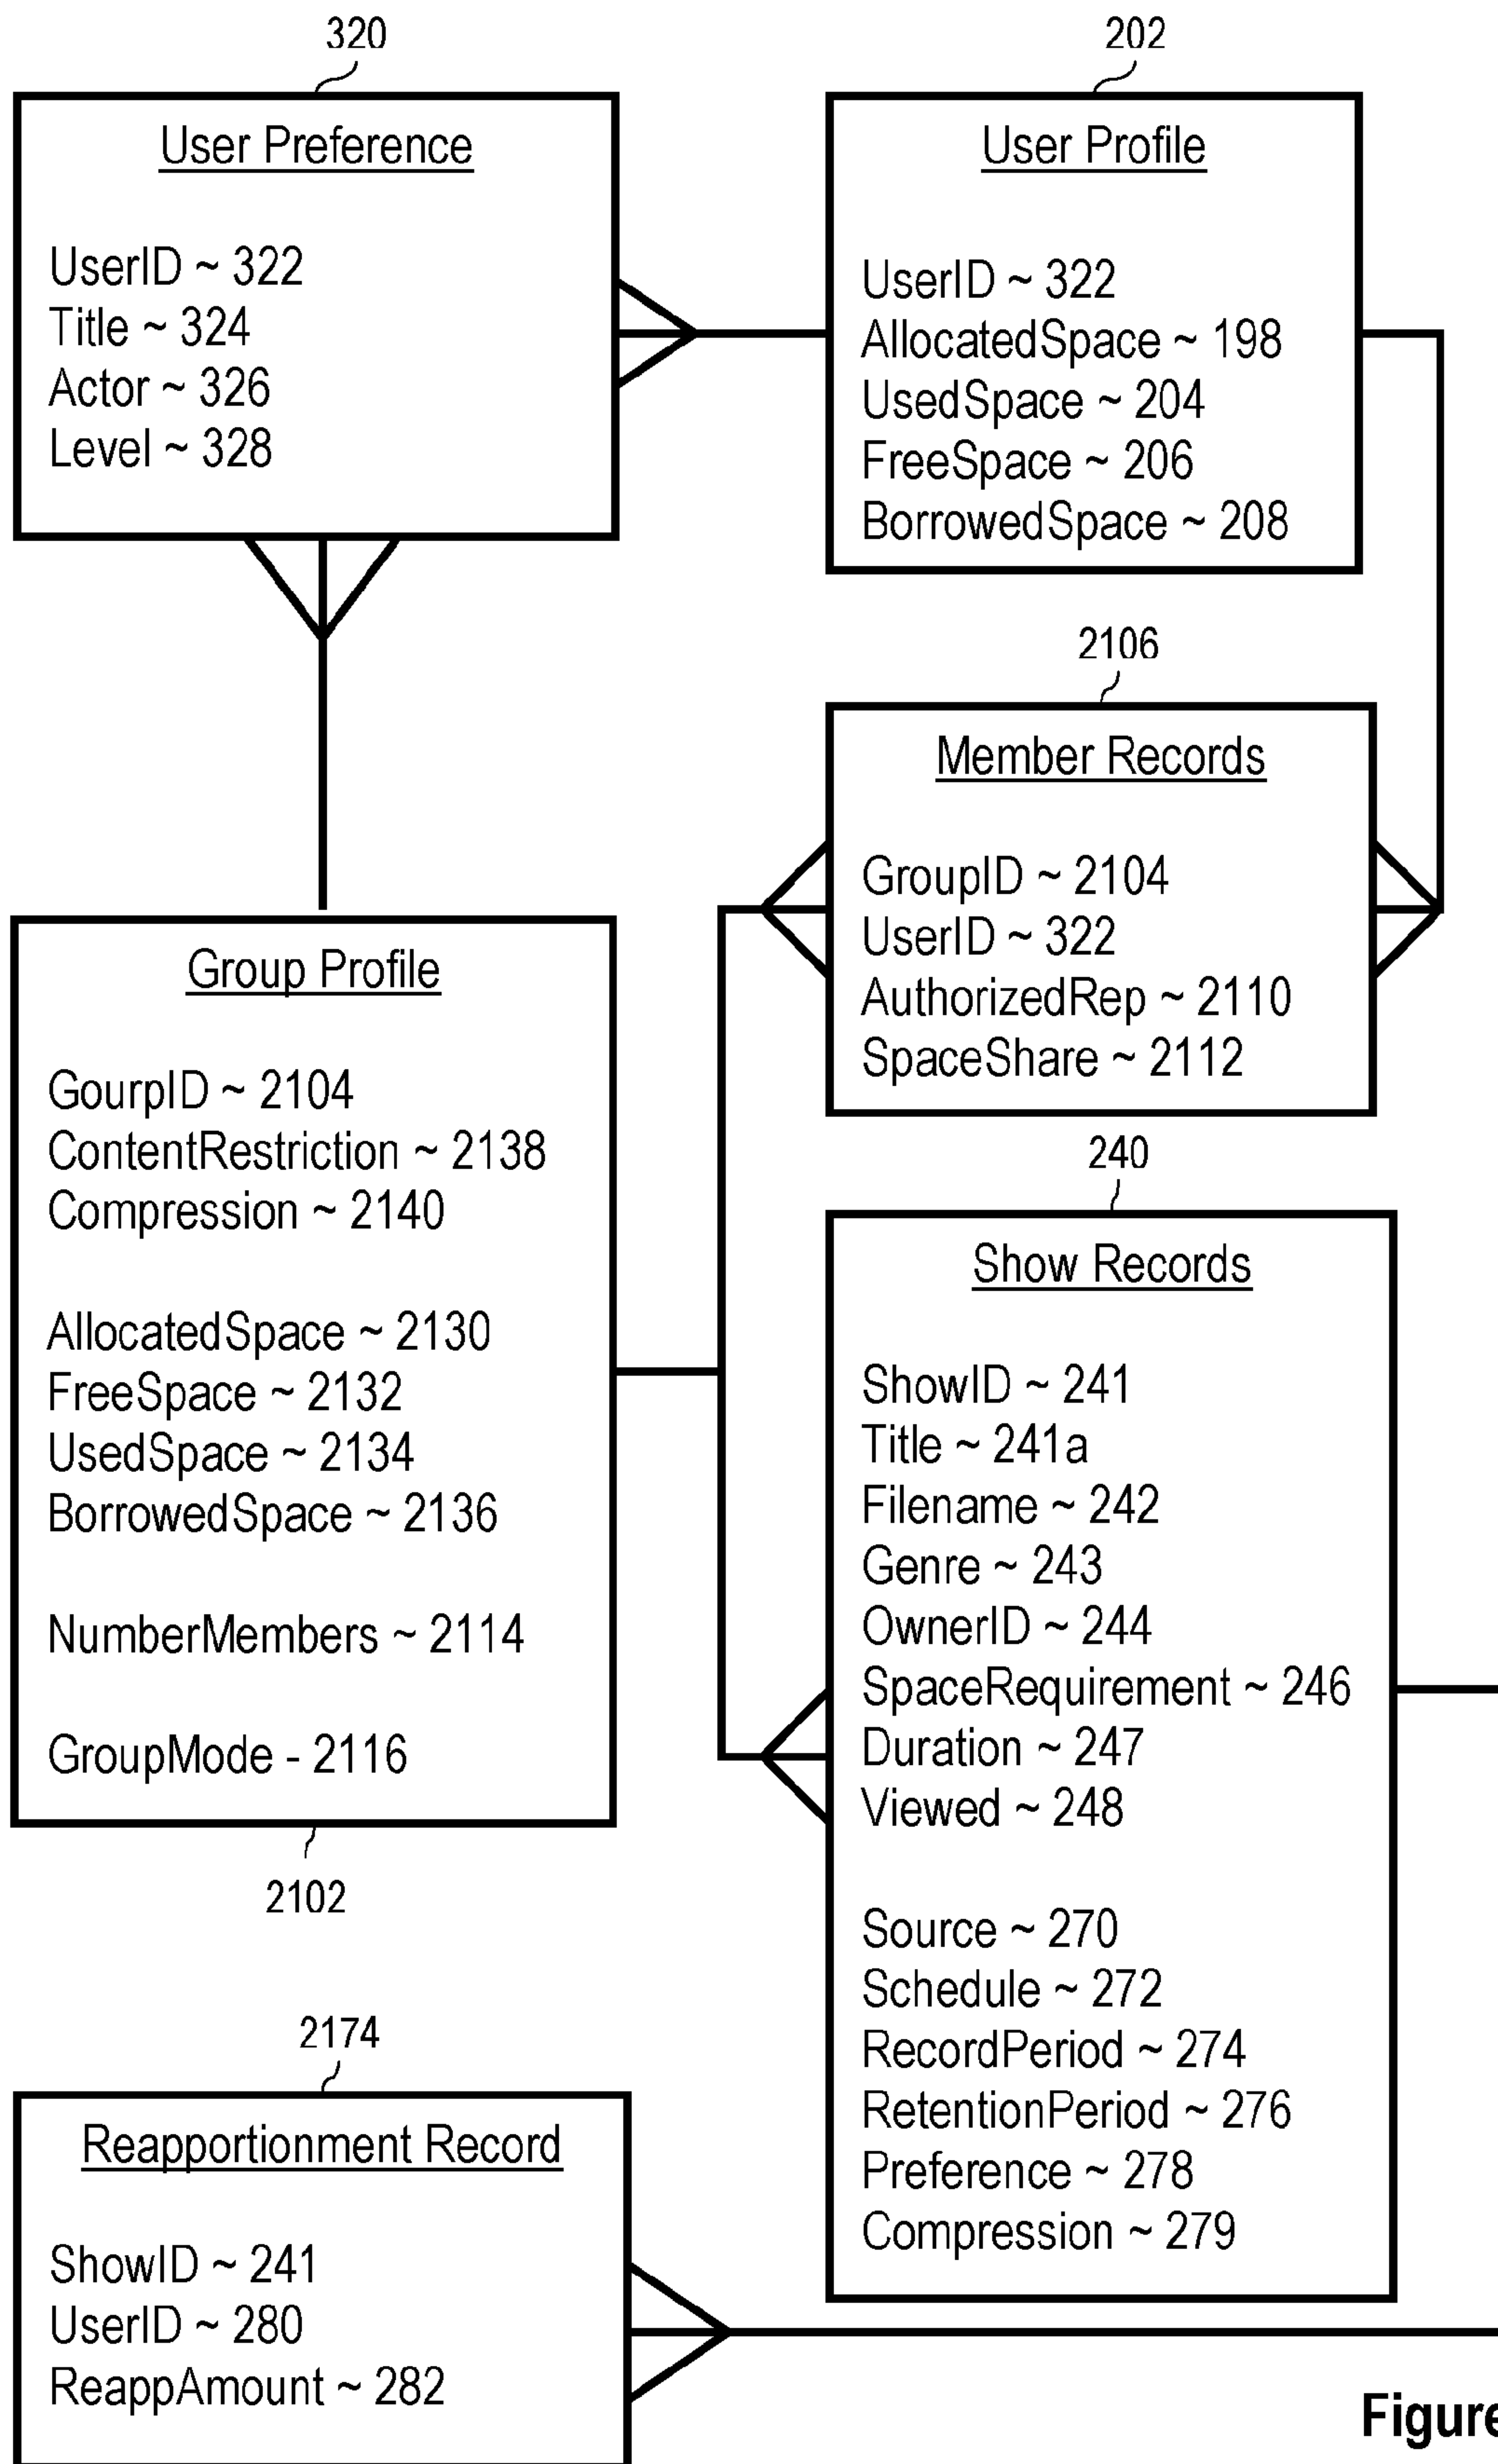 320
User Preference
UserID ~ 322
Title ~ 324
Actor ~ 326
Level ~ 328
202
User Profile
UserID ~ 322
AllocatedSpace ~ 198
UsedSpace ~ 204
FreeSpace ~ 206
BorrowedSpace ~ 208
2106
Member Records
GroupID ~ 2104
UserID ~ 322
AuthorizedRep ~ 2110
SpaceShare ~ 2112
Group Profile
GourpID ~ 2104
ContentRestriction ~ 2138
Compression ~ 2140
AllocatedSpace ~ 2130
FreeSpace ~ 2132
UsedSpace ~ 2134
BorrowedSpace ~ 2136
NumberMembers ~ 2114
GroupMode - 2116
2102
240
Show Records
ShowID ~ 241
Title ~ 241a
Filename ~ 242
Genre ~ 243
OwnerID ~ 244
SpaceRequirement ~ 246
Duration ~ 247
Viewed ~ 248
Source ~ 270
Schedule ~ 272
RecordPeriod ~ 274
RetentionPeriod ~ 276
Preference ~ 278
Compression ~ 279
2174
Reapportionment Record
ShowID ~ 241
UserID ~ 280
ReappAmount ~ 282
Figure